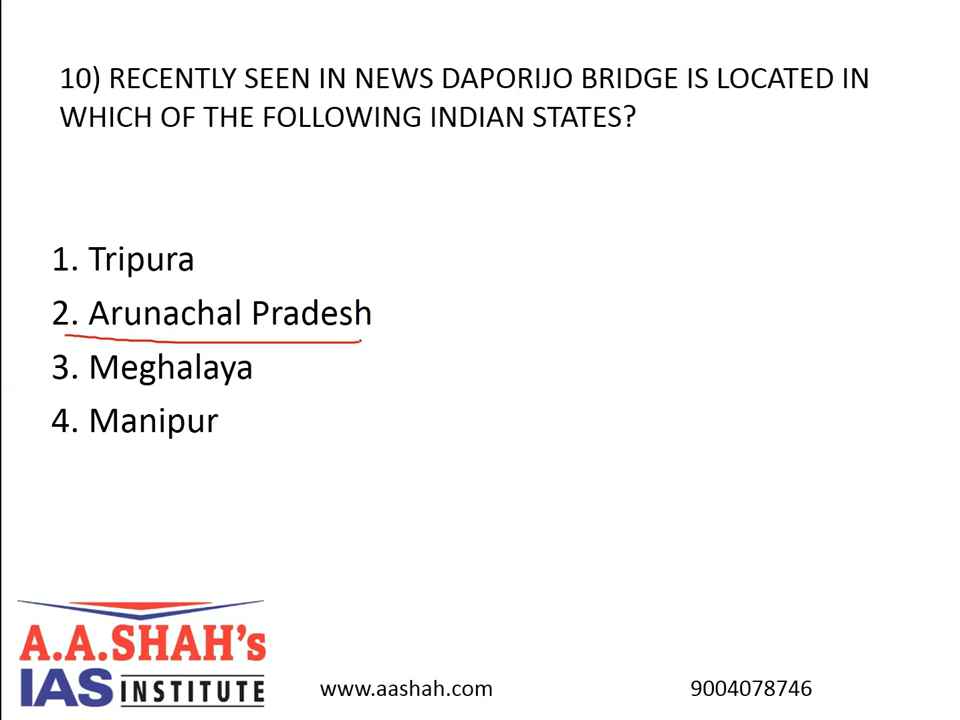 10) RECENTLY SEEN IN NEWS DAPORIJO BRIDGE IS LOCATED IN
WHICH OF THE FOLLOWING INDIAN STATES?
1. Tripura
2. Arunachal Pradesh
3. Meghalaya
4. Manipur
A.A.SHAH's
IAS INSTITUTE
www.aashah.com
9004078746